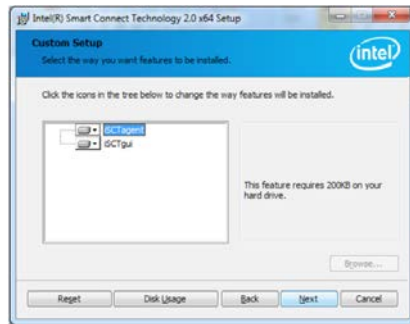 Intel(R) Smart Connect Technology 2.0 x64 Setup
Custom Setup
Select the way you want features to be installed.
intel
Click the icons in the tree below to change the way features will be installed.
iSCTagent
iSCTgui
This feature requires 200KB on your
hard drive.
Browse...
Reset Disk Usage Back Next Cancel